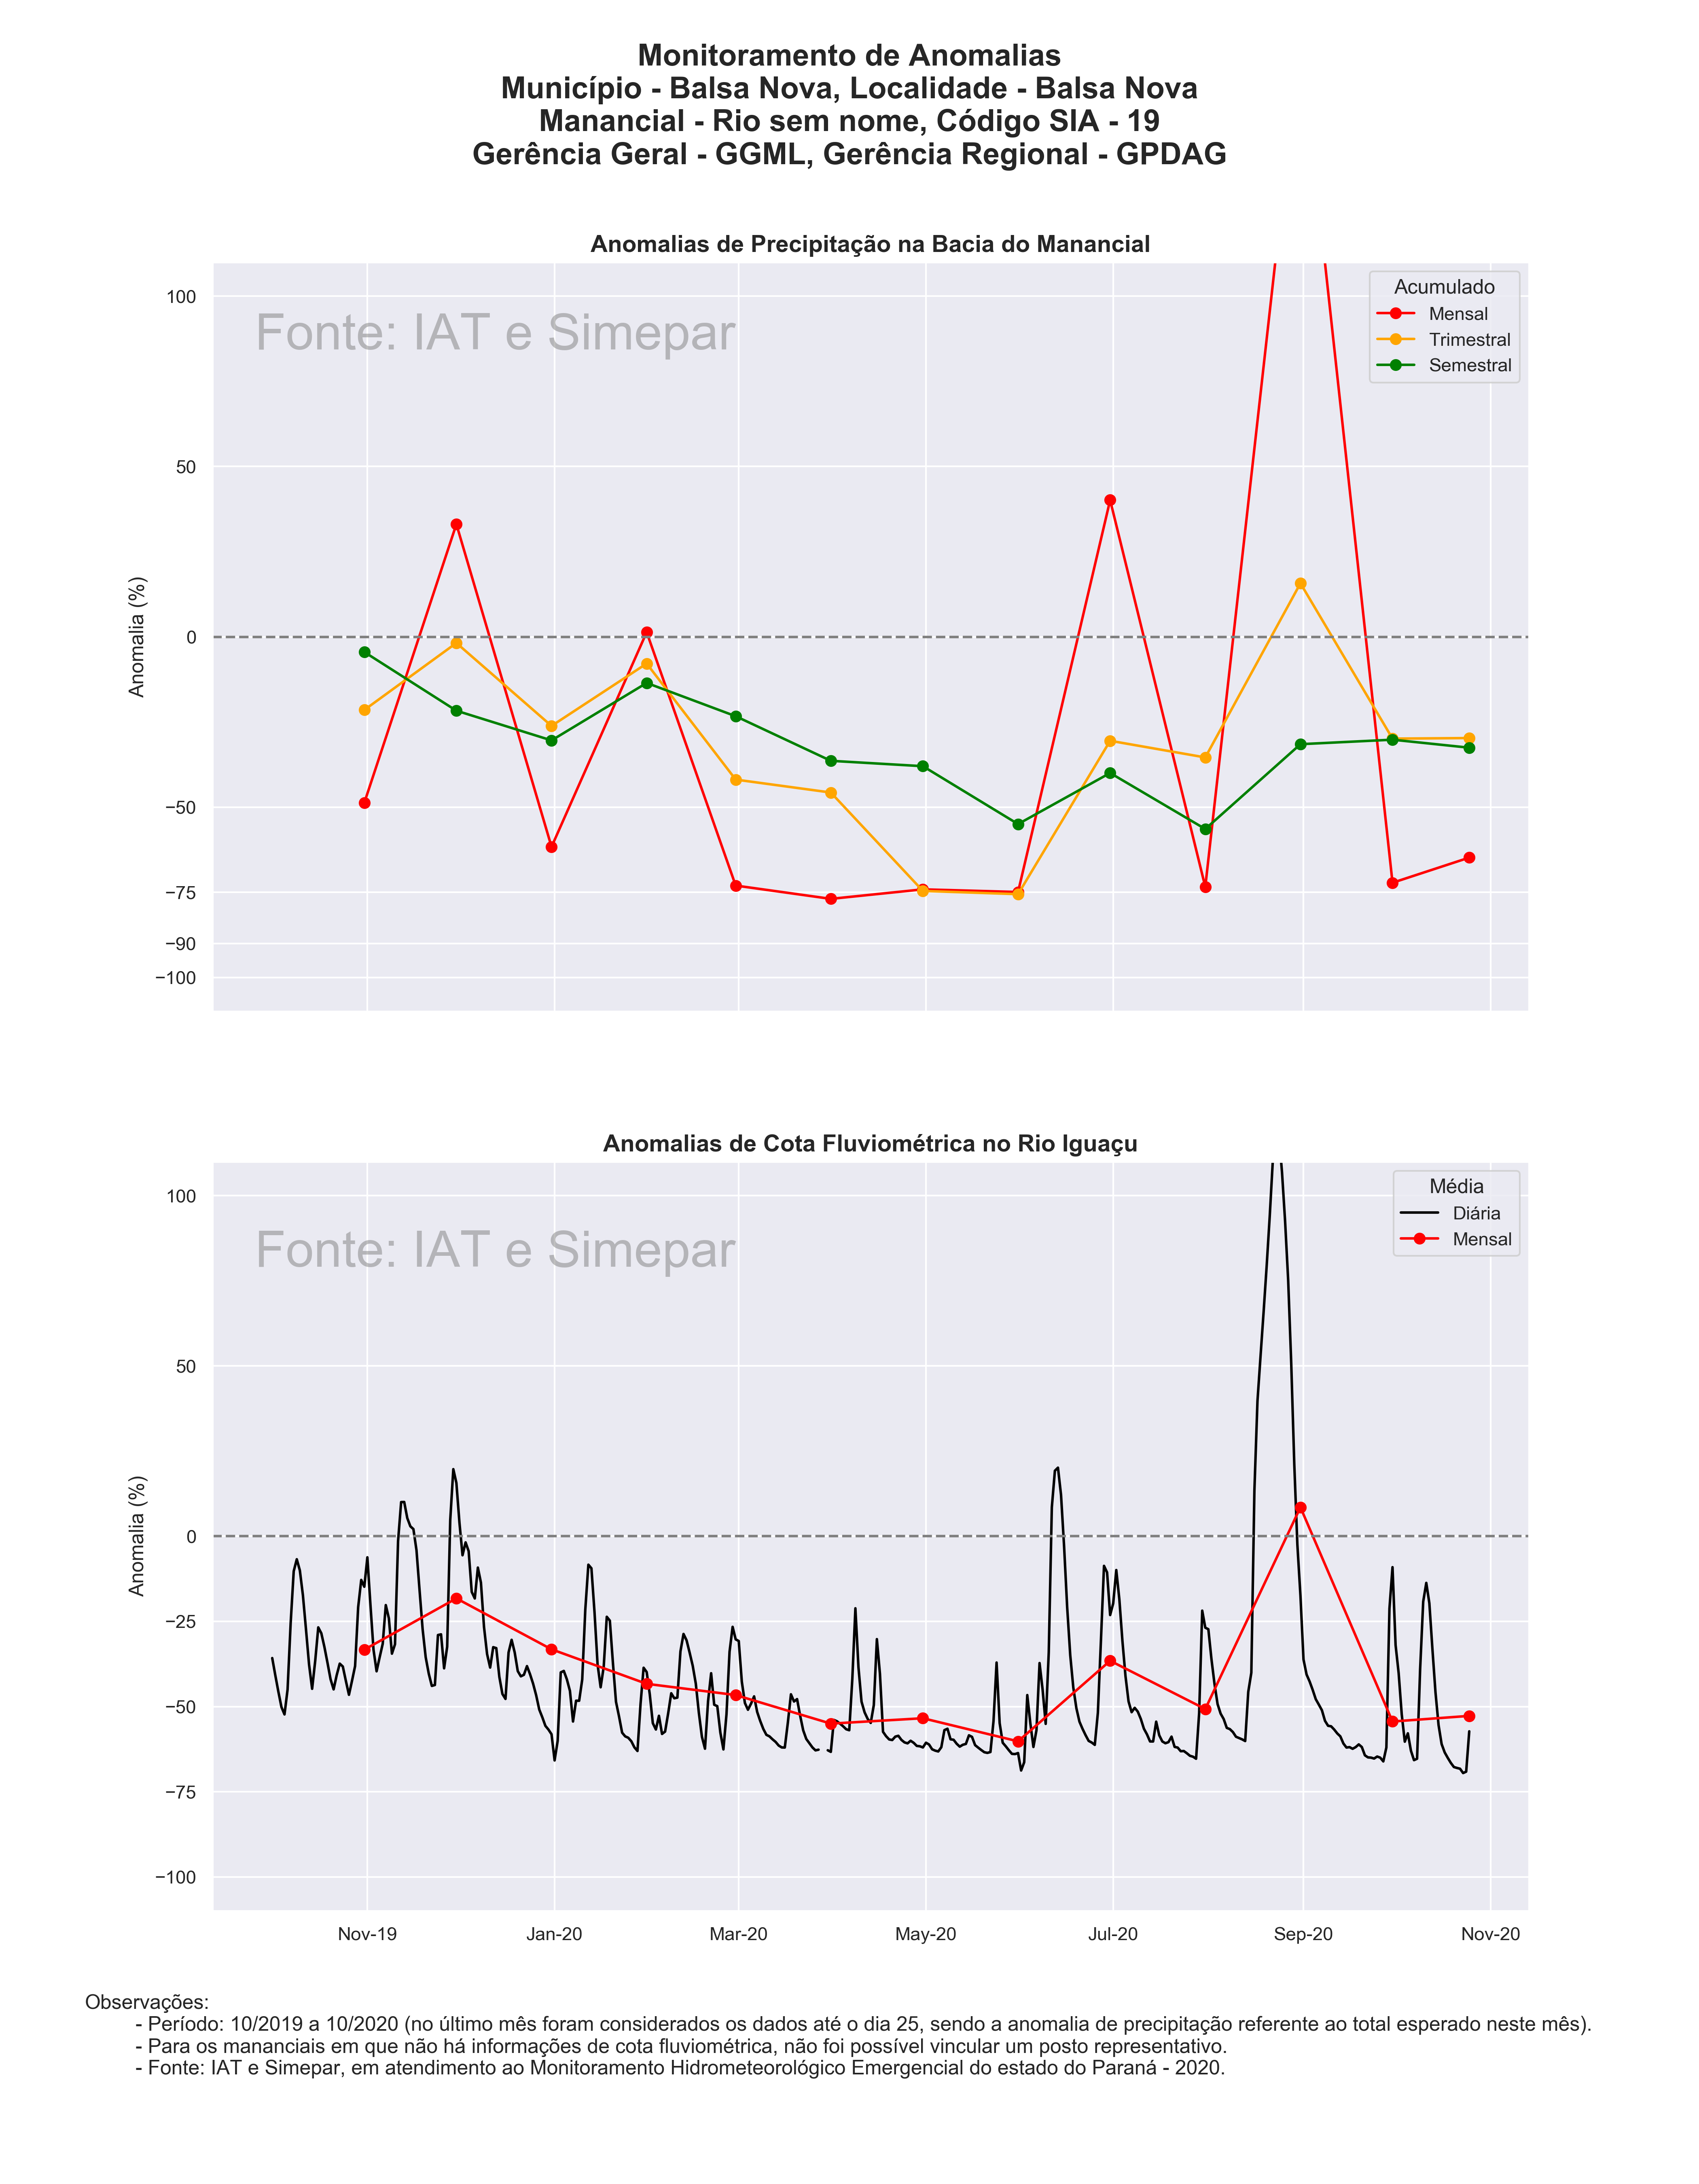 Monitoramento de Anomalias
Município - Balsa Nova, Localidade - Balsa Nova
Manancial - Rio sem nome, Código SIA - 19
Gerência Geral - GGML, Gerência Regional - GPDAG
Anomalias de Precipitação na Bacia do Manancial
Fonte: IAT e Simepar
Acumulado
Mensal
Trimestral
Semestral
Anomalia (%)
100
50
0
−50
−75
−90
−100
Anomalias de Cota Fluviométrica no Rio Iguaçu
Fonte: IAT e Simepar
Média
Diária
Mensal
Anomalia (%)
100
50
0
−25
−50
−75
−100
Nov-19 Jan-20 Mar-20 May-20 Jul-20 Sep-20 Nov-20
Observações:
- Período: 10/2019 a 10/2020 (no último mês foram considerados os dados até o dia 25, sendo a anomalia de precipitação referente ao total esperado neste mês).
- Para os mananciais em que não há informações de cota fluviométrica, não foi possível vincular um posto representativo.
- Fonte: IAT e Simepar, em atendimento ao Monitoramento Hidrometeorológico Emergencial do estado do Paraná - 2020.